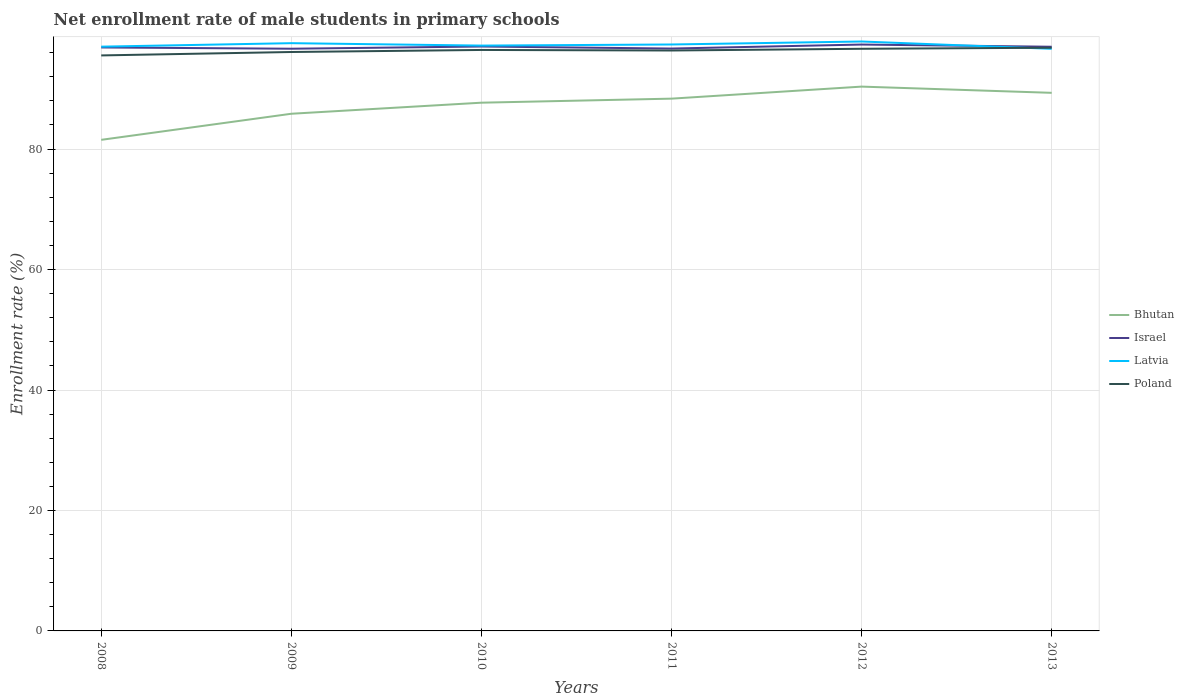 Net enrollment rate of male students in primary schools
Enrollment rate (%)
80
60
40
20
0
2008
2009
2010
2011
2012
2013
Years
Bhutan
Israel
Latvia
Poland